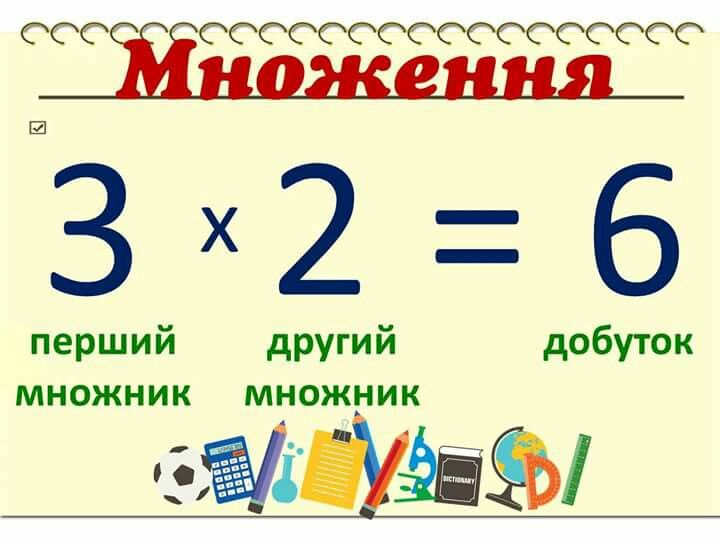 Множення
3 x 2 = 6
перший другий добуток
множник множник
DICTIONARY